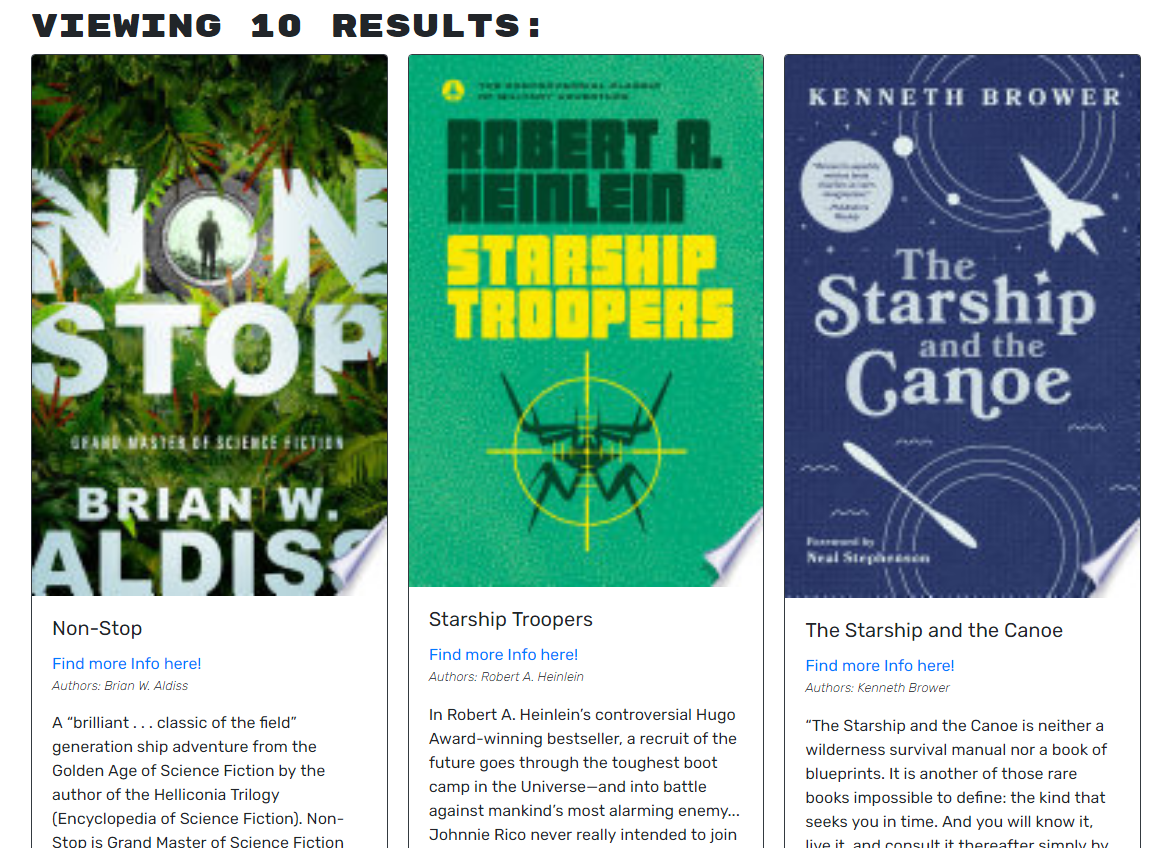 VIEWING 10 RESULTS:
NON
STOP
GRAND MASTER OF SCIENCE FICTION
BRIAN W.
ALDISS
Non-Stop
Find more Info here!
Authors: Brian W. Aldiss
A “brilliant . . . classic of the field”
generation ship adventure from the
Golden Age of Science Fiction by the
author of the Helliconia Trilogy
(Encyclopedia of Science Fiction). Non-
Stop is Grand Master of Science Fiction
THE CONTROVERSIAL CLASSIC
OF MILITARY ADVENTURE
ROBERT A.
HEINLEIN
STARSHIP
TROOPERS
Starship Troopers
Find more Info here!
Authors: Robert A. Heinlein
In Robert A. Heinlein’s controversial Hugo
Award-winning bestseller, a recruit of the
future goes through the toughest boot
camp in the Universe—and into battle
against mankind’s most alarming enemy...
Johnnie Rico never really intended to join
KENNETH BROWER
The
Starship
and the
Canoe
Foreword by
Neal Stephenson
The Starship and the Canoe
Find more Info here!
Authors: Kenneth Brower
“The Starship and the Canoe is neither a
wilderness survival manual nor a book of
blueprints. It is another of those rare
books impossible to define: the kind that
seeks you in time. And you will know it,
live it, and consult it thereafter simply by